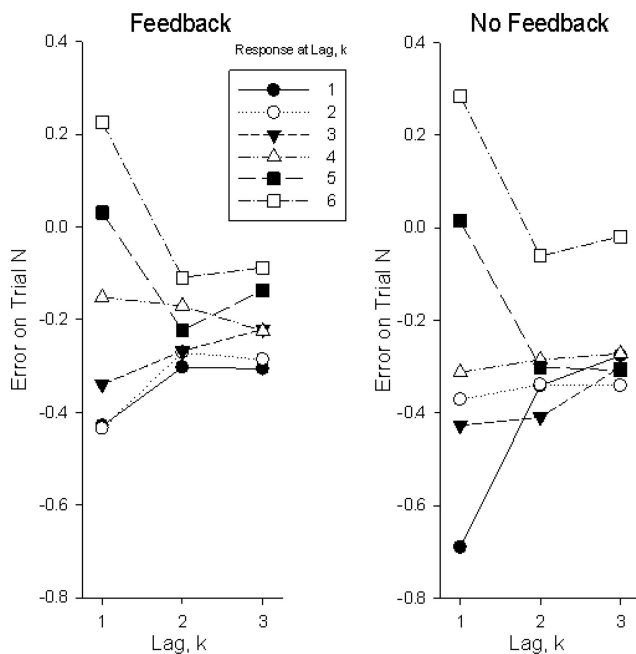 Feedback
No Feedback
Response at Lag, k
1
2
3
4
5
6
Error on Trial N
0.4
0.2
0.0
-0.2
-0.4
-0.6
-0.8
1 2 3
Lag, k
Error on Trial N
0.4
0.2
0.0
-0.2
-0.4
-0.6
-0.8
1 2 3
Lag, k